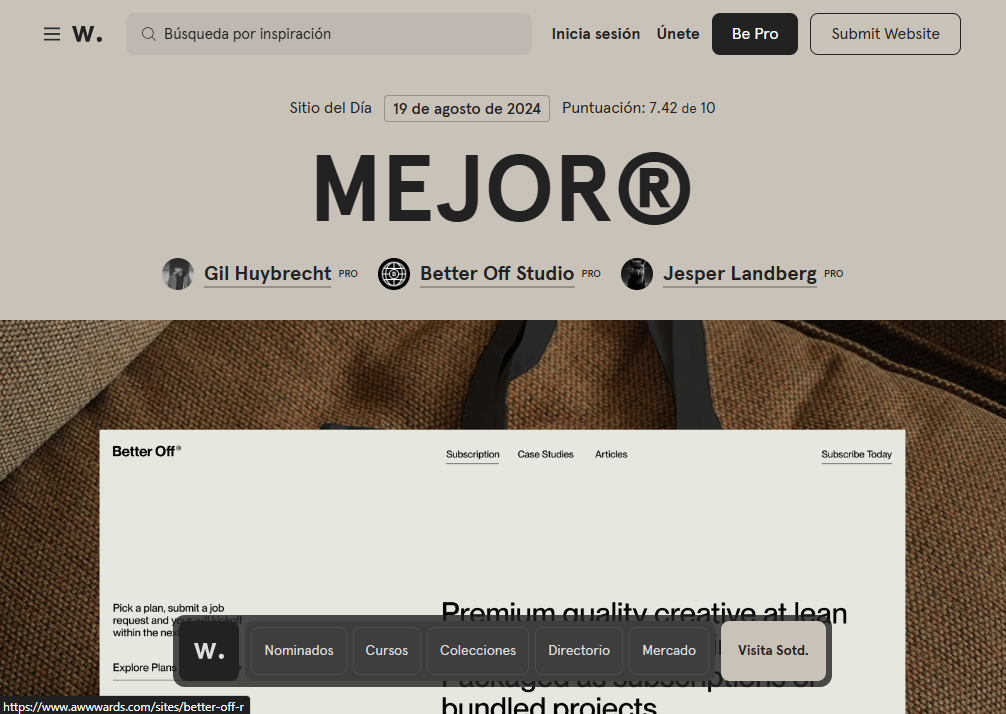 W.
Búsqueda por inspiración
Inicia sesión
Únete
Be Pro
Submit Website
Sitio del Día
19 de agosto de 2024
Puntuación: 7.42 de 10
MEJOR®
Gil Huybrecht PRO
Better Off Studio PRO
Jesper Landberg PRO
Better Off®
Subscription
Case Studies
Articles
Subscribe Today
Pick a plan, submit a job
request and your will kickoff
within the nex
Explore Plans
Premium quality creative at lean
Packaged as subscriptions or
bundled projects
W.
Nominados
Cursos
Colecciones
Directorio
Mercado
Visita Sotd.
https://www.awwwards.com/sites/better-off-r